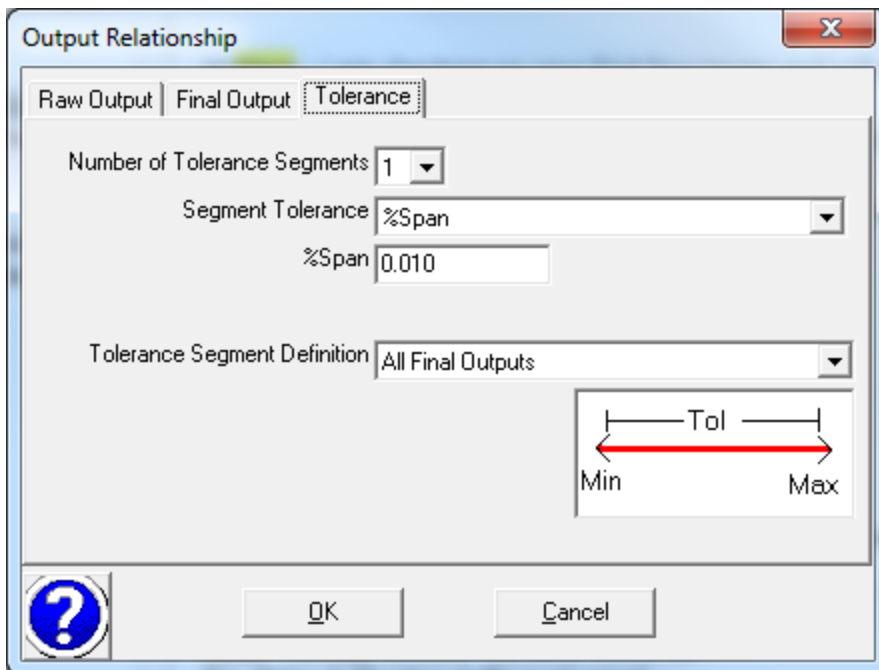 Output Relationship
Raw Output Final Output Tolerance
Number of Tolerance Segments 1
Segment Tolerance %Span
%Span 0.010
Tolerance Segment Definition All Final Outputs
Tol
Min Max
? OK Cancel